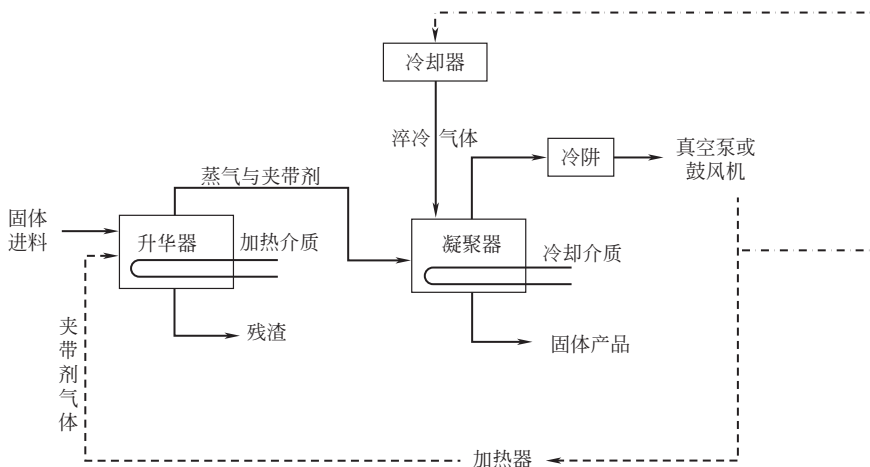 冷却器
淬冷 气体
冷阱
真空泵或
鼓风机
蒸气与夹带剂
固体
进料
升华器
加热介质
凝聚器
冷却介质
残渣
固体产品
夹
带
剂
气
体
加热器